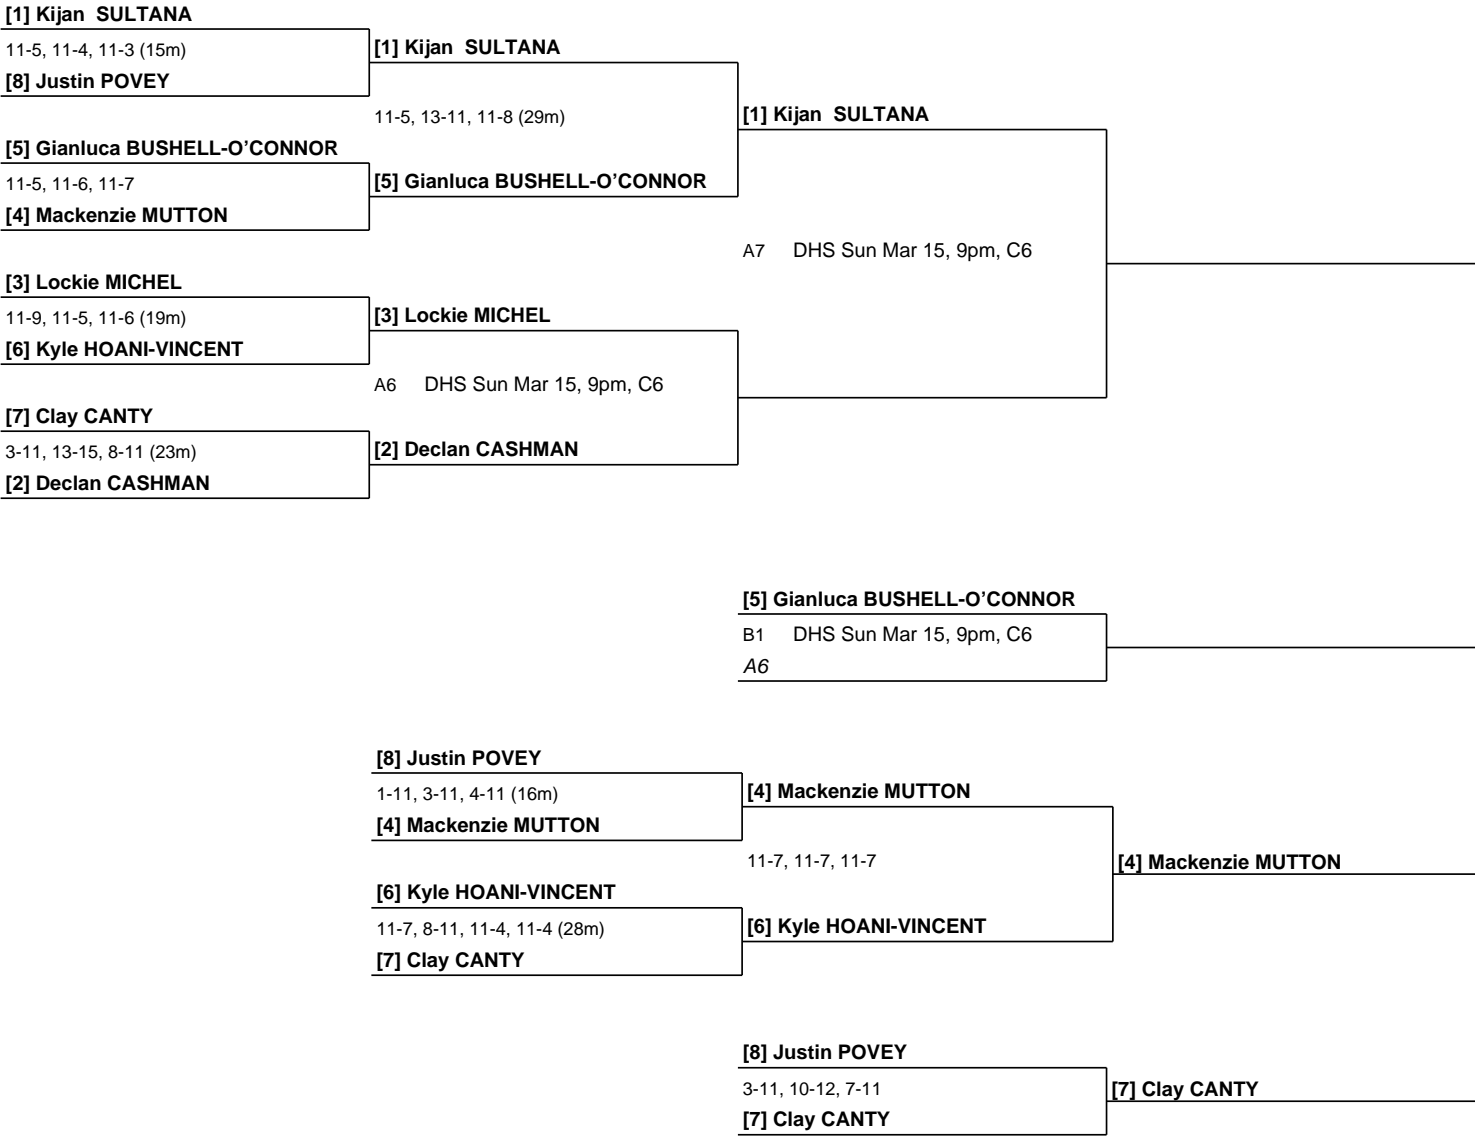 [1] Kijan  SULTANA
11-5, 11-4, 11-3 (15m)
[8] Justin POVEY
[1] Kijan  SULTANA
11-5, 13-11, 11-8 (29m)
[1] Kijan  SULTANA
[5] Gianluca BUSHELL-O’CONNOR
11-5, 11-6, 11-7
[4] Mackenzie MUTTON
[5] Gianluca BUSHELL-O’CONNOR
A7 DHS Sun Mar 15, 9pm, C6
[3] Lockie MICHEL
11-9, 11-5, 11-6 (19m)
[6] Kyle HOANI-VINCENT
[3] Lockie MICHEL
A6 DHS Sun Mar 15, 9pm, C6
[7] Clay CANTY
3-11, 13-15, 8-11 (23m)
[2] Declan CASHMAN
[2] Declan CASHMAN
[5] Gianluca BUSHELL-O’CONNOR
B1 DHS Sun Mar 15, 9pm, C6
A6
[8] Justin POVEY
1-11, 3-11, 4-11 (16m)
[4] Mackenzie MUTTON
[4] Mackenzie MUTTON
11-7, 11-7, 11-7
[4] Mackenzie MUTTON
[6] Kyle HOANI-VINCENT
11-7, 8-11, 11-4, 11-4 (28m)
[7] Clay CANTY
[6] Kyle HOANI-VINCENT
[8] Justin POVEY
3-11, 10-12, 7-11
[7] Clay CANTY
[7] Clay CANTY